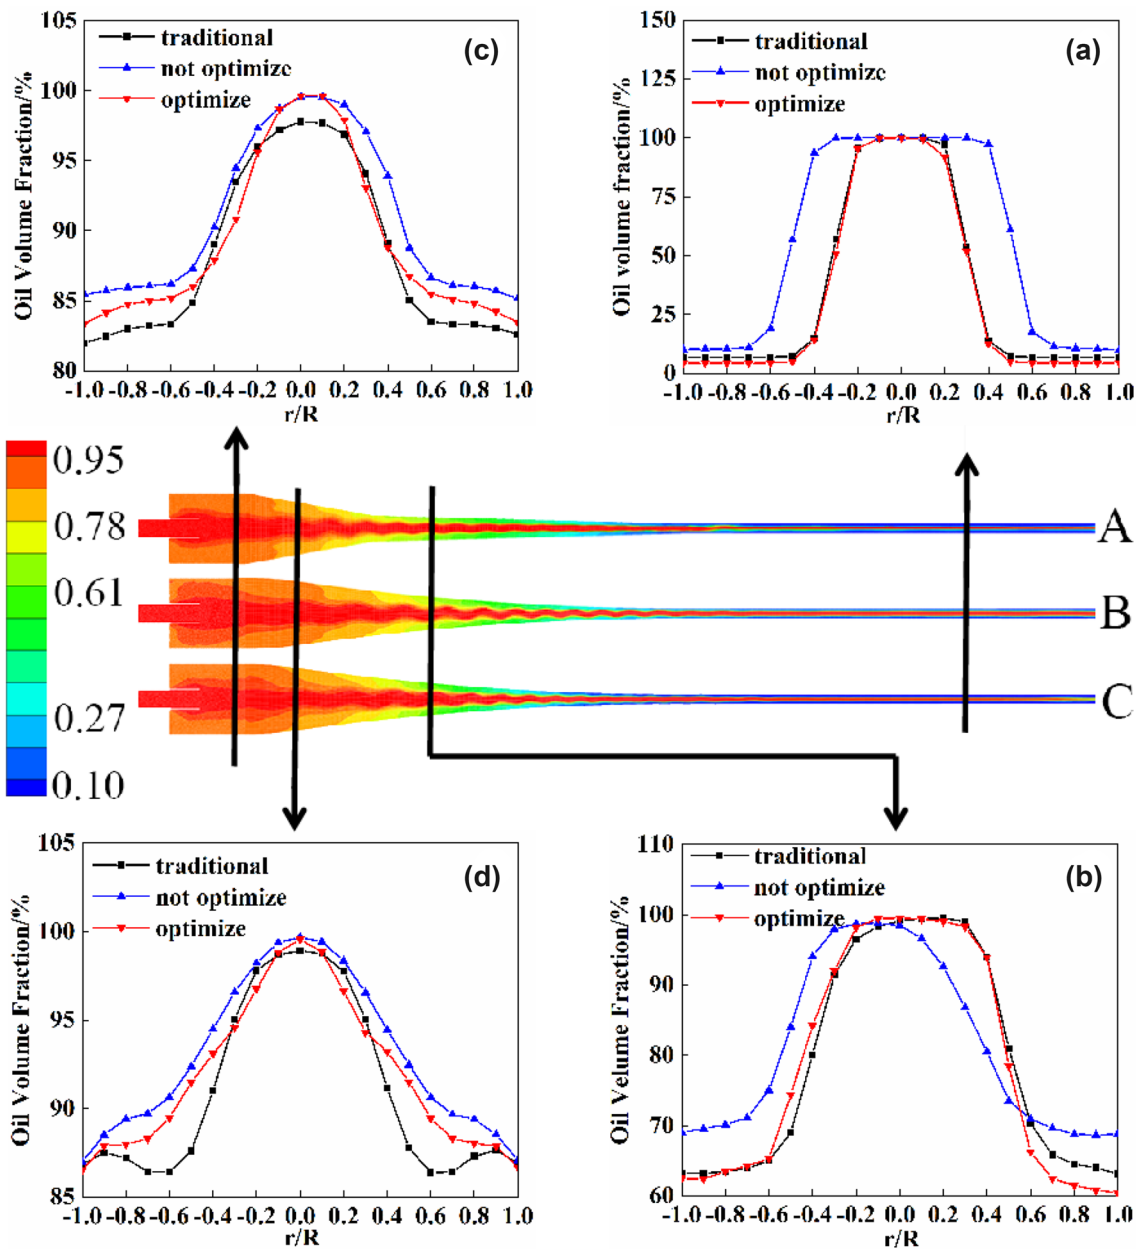 105
100
95
90
85
80
Oil Volume Fraction/%
traditional
not optimize
optimize
(c)
-1.0 -0.8 -0.6 -0.4 -0.2 0.0 0.2 0.4 0.6 0.8 1.0
r/R
150
125
100
75
50
25
0
Oil volume fraction/%
traditional
not optimize
optimize
(a)
-1.0 -0.8 -0.6 -0.4 -0.2 0.0 0.2 0.4 0.6 0.8 1.0
r/R
0.95
0.78
0.61
0.27
0.10
A
B
C
105
100
95
90
85
Oil Volume Fraction/%
traditional
not optimize
optimize
(d)
-1.0 -0.8 -0.6 -0.4 -0.2 0.0 0.2 0.4 0.6 0.8 1.0
r/R
110
100
90
80
70
60
Oil Velume Fraction/%
traditional
not optimize
optimize
(b)
-1.0 -0.8 -0.6 -0.4 -0.2 0.0 0.2 0.4 0.6 0.8 1.0
r/R